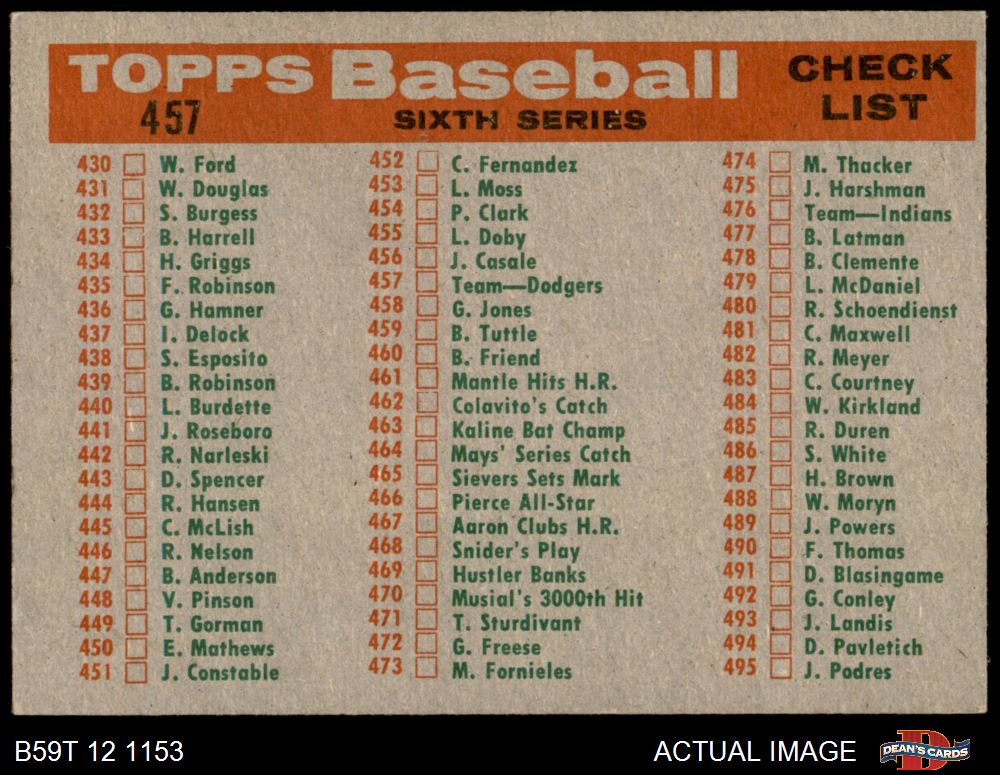 TOPPS Baseball CHECK LIST
457 SIXTH SERIES
430 W. Ford
431 W. Douglas
432 S. Burgess
433 B. Harrell
434 H. Griggs
435 F. Robinson
436 G. Hamner
437 I. Delock
438 S. Esposito
439 B. Robinson
440 L. Burdette
441 J. Roseboro
442 R. Narleski
443 D. Spencer
444 R. Hansen
445 C. McLish
446 R. Nelson
447 B. Anderson
448 V. Pinson
449 T. Gorman
450 E. Mathews
451 J. Constable
452 C. Fernandez
453 L. Moss
454 P. Clark
455 L. Doby
456 J. Casale
457 Team—Dodgers
458 G. Jones
459 B. Tuttle
460 B. Friend
461 Mantle Hits H.R.
462 Colavito's Catch
463 Kaline Bat Champ
464 Mays' Series Catch
465 Sievers Sets Mark
466 Pierce All-Star
467 Aaron Clubs H.R.
468 Snider's Play
469 Hustler Banks
470 Musial's 3000th Hit
471 T. Sturdivant
472 G. Freese
473 M. Fornieles
474 M. Thacker
475 J. Harshman
476 Team—Indians
477 B. Latman
478 B. Clemente
479 L. McDaniel
480 R. Schoendienst
481 C. Maxwell
482 R. Meyer
483 C. Courtney
484 W. Kirkland
485 R. Duren
486 S. White
487 H. Brown
488 W. Moryn
489 J. Powers
490 F. Thomas
491 D. Blasingame
492 G. Conley
493 J. Landis
494 D. Pavletich
495 J. Podres
B59T 12 1153
ACTUAL IMAGE
D
DEAN'S CARDS